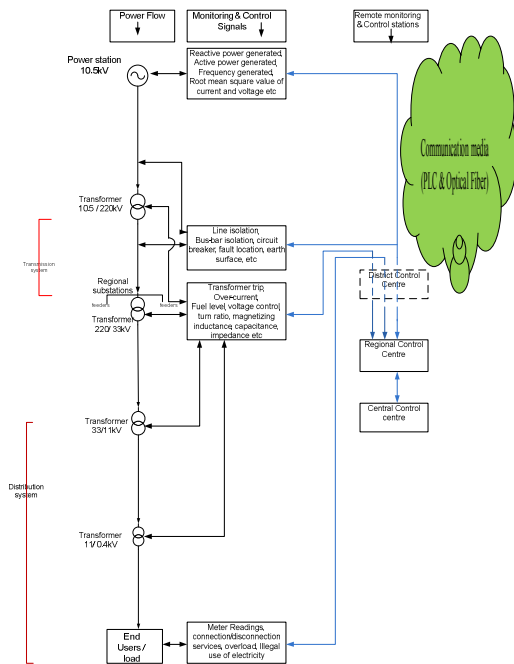 Power Flow
Monitoring & Control
Signals
Remote monitoring
& Control stations
Power station
10.5kV
Reactive power generated,
Active power generated,
Frequency generated,
Root mean square value of
current and voltage etc
Communication media
(PLC & Optical Fiber)
Transformer
10.5 /220kV
Line isolation,
Bus-bar isolation, circuit
breaker, fault location, earth
surface, etc
Transmission
system
District Control
Centre
Regional
substations
feeders
feeders
Transformer
220/ 33kV
Transformer trip,
Over-current,
Fuel level, voltage control,
turn ratio, magnetizing
inductance, capacitance,
impedance etc
Regional Control
Centre
Central Control
centre
Transformer
33/11kV
Distribution
system
Transformer
11/ 0.4kV
End
Users /
load
Meter Readings,
connection/disconnection
services, overload, Illegal
use of electricity